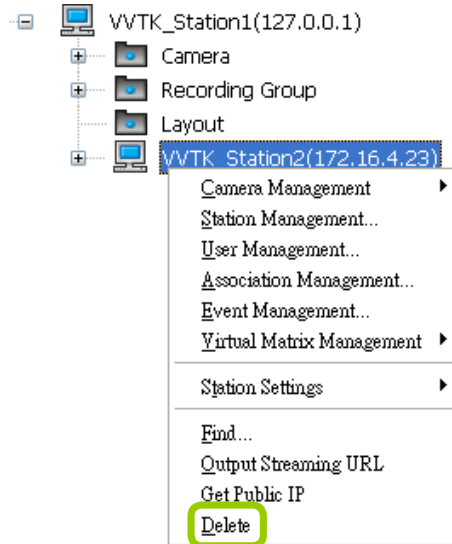 VVTK_Station1(127.0.0.1)
Camera
Recording Group
Layout
VVTK_Station2(172.16.4.23)
Camera Management
Station Management...
User Management...
Association Management...
Event Management...
Virtual Matrix Management
Station Settings
Find...
Output Streaming URL
Get Public IP
Delete